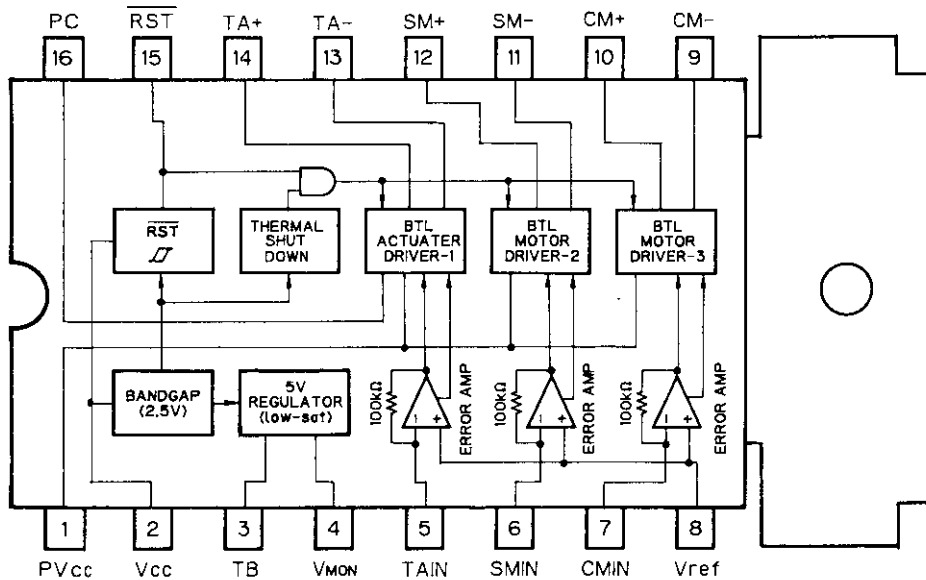 PC
RST
TA+
TA-
SM+
SM-
CM+
CM-
16
15
14
13
12
11
10
9
RST
THERMAL
SHUT
DOWN
BTL
ACTUATER
DRIVER-1
BTL
MOTOR
DRIVER-2
BTL
MOTOR
DRIVER-3
BANDGAP
(2,5V)
5V
REGULATOR
(low-sat)
100kΩ
- +
ERROR AMP
100kΩ
- +
ERROR AMP
100kΩ
- +
ERROR AMP
1
2
3
4
5
6
7
8
PVcc
Vcc
TB
VMON
TAIN
SMIN
CMIN
Vref